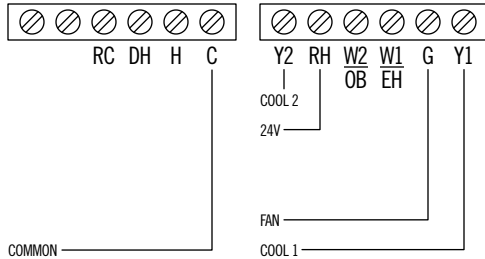 RC DH H C
Y2 RH W2 W1 G Y1
OB EH
COOL 2
24V
FAN
COMMON
COOL 1